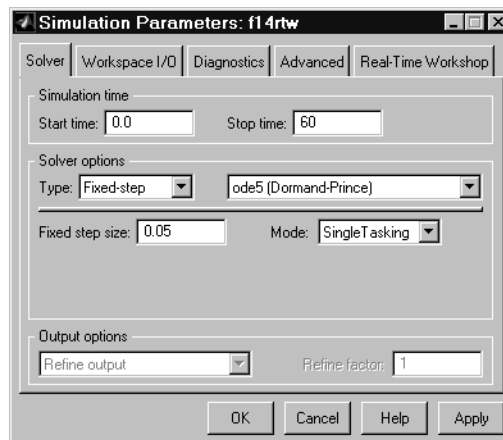 Simulation Parameters: f14rtw
Solver Workspace I/O Diagnostics Advanced Real-Time Workshop
Simulation time
Start time: 0.0 Stop time: 60
Solver options
Type: Fixed-step ode5 (Dormand-Prince)
Fixed step size: 0.05 Mode: SingleTasking
Output options
Refine output Refine factor: 1
OK Cancel Help Apply